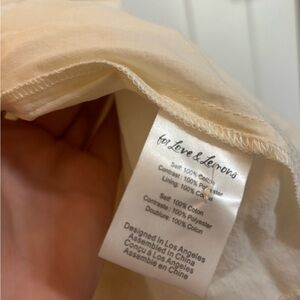 for Love & Lemons
Self: 100% Cotton
Contrast: 100% Polyester
Lining: 100% Cotton
Self: 100% Coton
Contraste: 100% Polyester
Doublure: 100% Coton
Designed in Los Angeles
Assembled in China
Conçu à Los Angeles
Assemblé en Chine